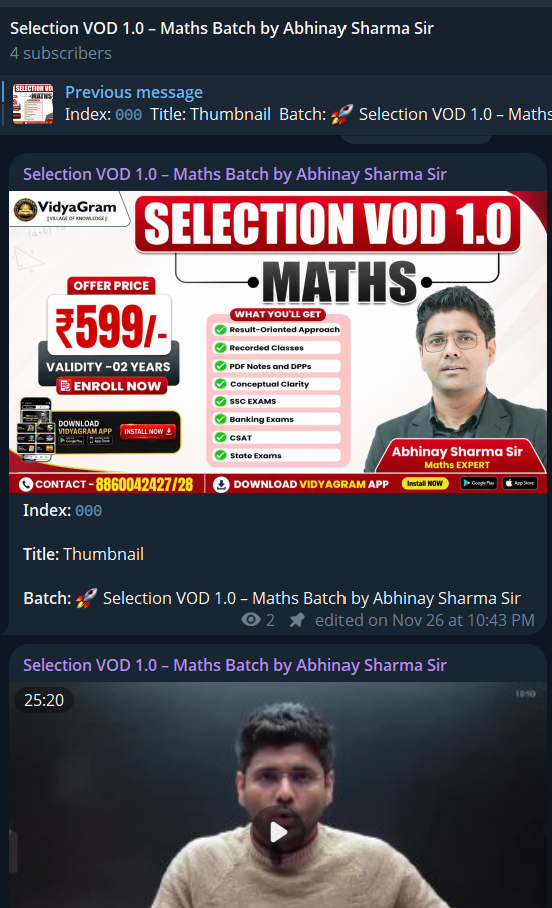 Selection VOD 1.0 – Maths Batch by Abhinay Sharma Sir
4 subscribers
Previous message
Index: 000 Title: Thumbnail Batch: 🚀 Selection VOD 1.0 – Maths
Selection VOD 1.0 – Maths Batch by Abhinay Sharma Sir
VidyaGram
|| VILLAGE OF KNOWLEDGE ||
SELECTION VOD 1.0
MATHS
OFFER PRICE
₹599/-
VALIDITY -02 YEARS
ENROLL NOW
DOWNLOAD
VIDYAGRAM APP
INSTALL NOW
WHAT YOU'LL GET
Result-Oriented Approach
Recorded Classes
PDF Notes and DPPs
Conceptual Clarity
SSC EXAMS
Banking Exams
CSAT
State Exams
Abhinay Sharma Sir
Maths EXPERT
CONTACT - 8860042427/28
DOWNLOAD VIDYAGRAM APP
Install NOW
Google Play
App Store
Index: 000
Title: Thumbnail
Batch: 🚀 Selection VOD 1.0 – Maths Batch by Abhinay Sharma Sir
2 edited on Nov 26 at 10:43 PM
Selection VOD 1.0 – Maths Batch by Abhinay Sharma Sir
25:20